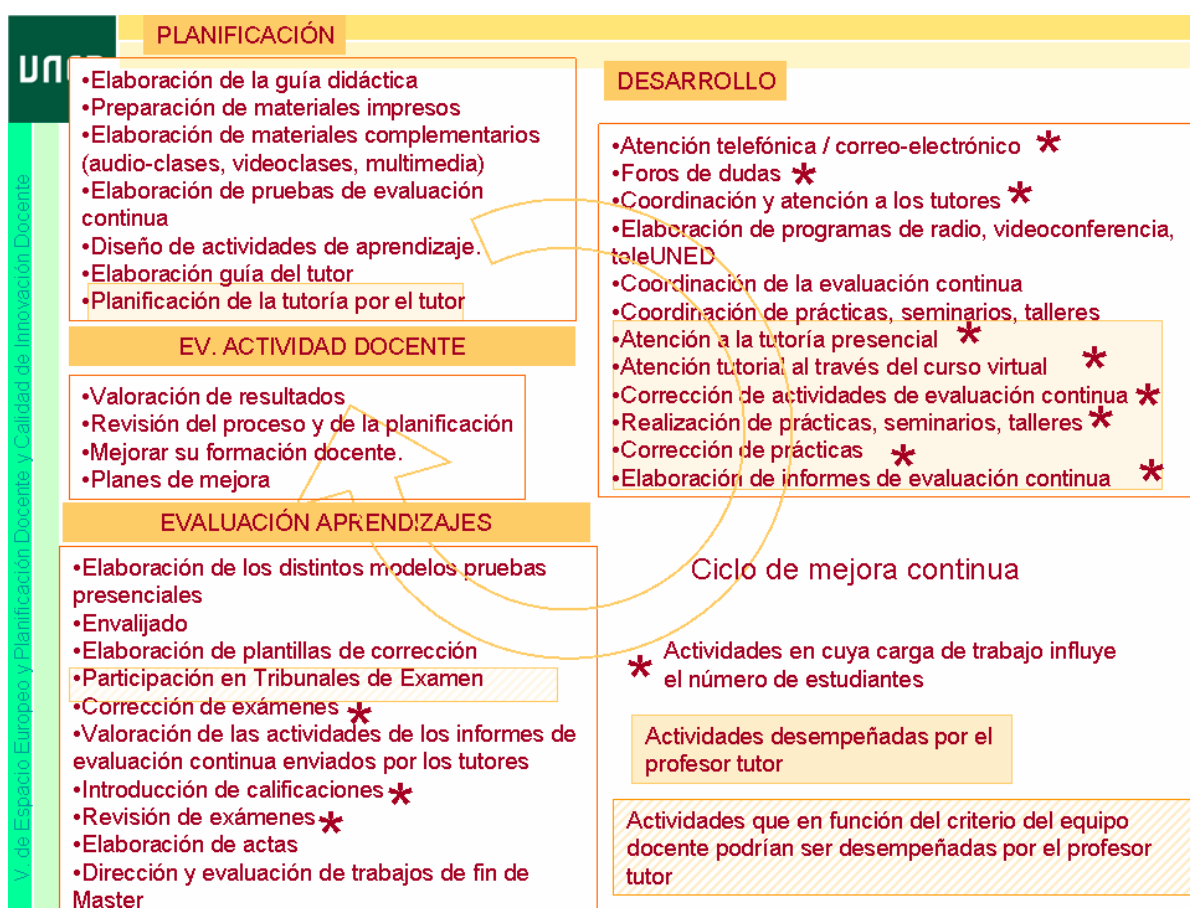 UNED
PLANIFICACIÓN
•Elaboración de la guía didáctica
•Preparación de materiales impresos
•Elaboración de materiales complementarios
(audio-clases, videoclases, multimedia)
•Elaboración de pruebas de evaluación
continua
•Diseño de actividades de aprendizaje.
•Elaboración guía del tutor
•Planificación de la tutoría por el tutor
DESARROLLO
•Atención telefónica / correo-electrónico *
•Foros de dudas *
•Coordinación y atención a los tutores *
•Elaboración de programas de radio, videoconferencia,
teleUNED
•Coordinación de la evaluación continua
•Coordinación de prácticas, seminarios, talleres
•Atención a la tutoría presencial *
•Atención tutorial al través del curso virtual *
•Corrección de actividades de evaluación continua *
•Realización de prácticas, seminarios, talleres *
•Corrección de prácticas *
•Elaboración de informes de evaluación continua *
EV. ACTIVIDAD DOCENTE
•Valoración de resultados
•Revisión del proceso y de la planificación
•Mejorar su formación docente.
•Planes de mejora
EVALUACIÓN APRENDIZAJES
•Elaboración de los distintos modelos pruebas
presenciales
•Envalijado
•Elaboración de plantillas de corrección
•Participación en Tribunales de Examen
•Corrección de exámenes *
•Valoración de las actividades de los informes de
evaluación continua enviados por los tutores
•Introducción de calificaciones *
•Revisión de exámenes *
•Elaboración de actas
•Dirección y evaluación de trabajos de fin de
Master
Ciclo de mejora continua
* Actividades en cuya carga de trabajo influye
el número de estudiantes
Actividades desempeñadas por el
profesor tutor
Actividades que en función del criterio del equipo
docente podrían ser desempeñadas por el profesor
tutor
V. de Espacio Europeo y Planificación Docente y Calidad de Innovación Docente